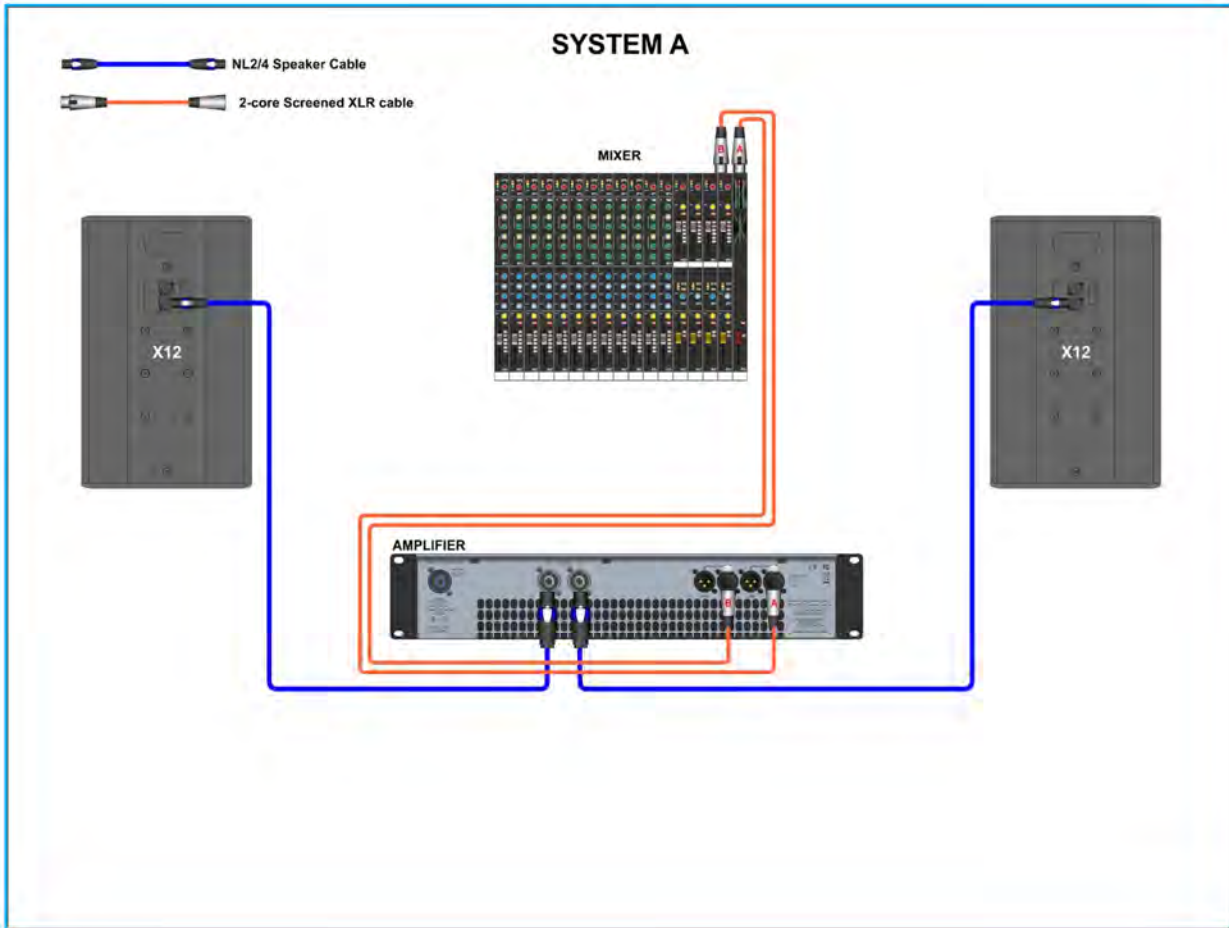 SYSTEM A
NL2/4 Speaker Cable
2-core Screened XLR cable
MIXER
B A
X12
X12
AMPLIFIER
B A